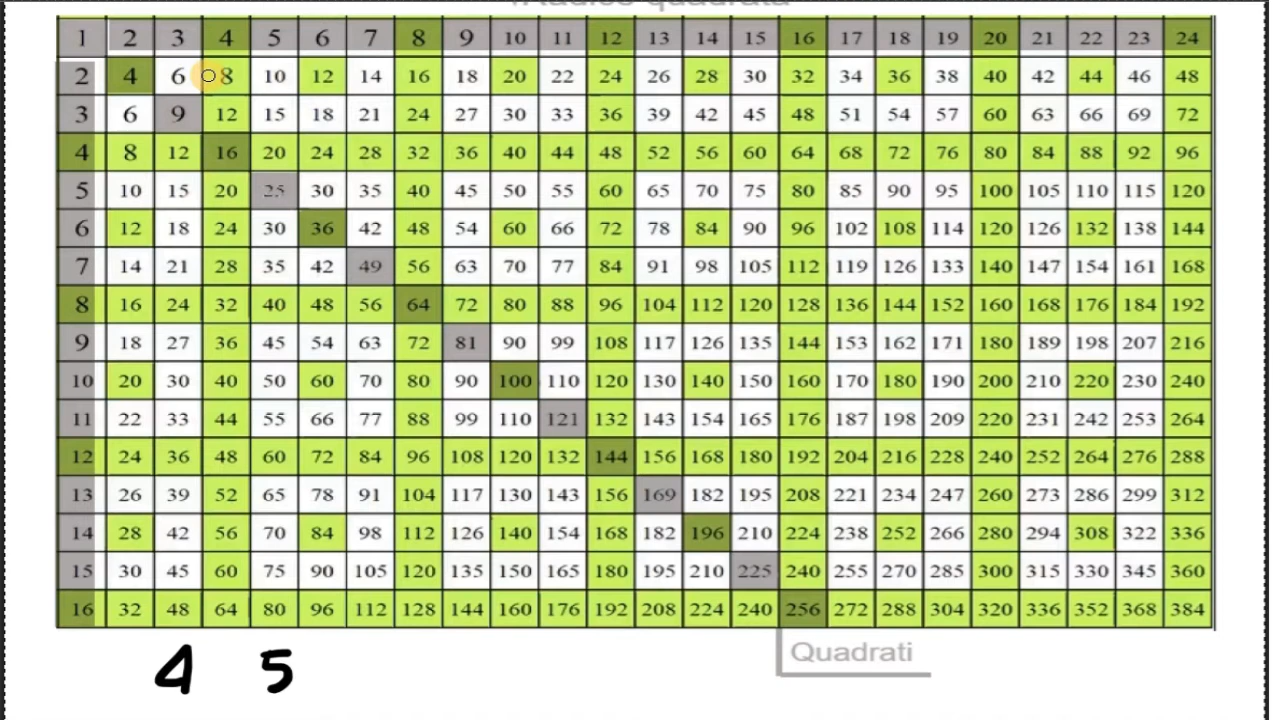 Radice quadrata
1 2 3 4 5 6 7 8 9 10 11 12 13 14 15 16 17 18 19 20 21 22 23 24
2 4 6 8 10 12 14 16 18 20 22 24 26 28 30 32 34 36 38 40 42 44 46 48
3 6 9 12 15 18 21 24 27 30 33 36 39 42 45 48 51 54 57 60 63 66 69 72
4 8 12 16 20 24 28 32 36 40 44 48 52 56 60 64 68 72 76 80 84 88 92 96
5 10 15 20 25 30 35 40 45 50 55 60 65 70 75 80 85 90 95 100 105 110 115 120
6 12 18 24 30 36 42 48 54 60 66 72 78 84 90 96 102 108 114 120 126 132 138 144
7 14 21 28 35 42 49 56 63 70 77 84 91 98 105 112 119 126 133 140 147 154 161 168
8 16 24 32 40 48 56 64 72 80 88 96 104 112 120 128 136 144 152 160 168 176 184 192
9 18 27 36 45 54 63 72 81 90 99 108 117 126 135 144 153 162 171 180 189 198 207 216
10 20 30 40 50 60 70 80 90 100 110 120 130 140 150 160 170 180 190 200 210 220 230 240
11 22 33 44 55 66 77 88 99 110 121 132 143 154 165 176 187 198 209 220 231 242 253 264
12 24 36 48 60 72 84 96 108 120 132 144 156 168 180 192 204 216 228 240 252 264 276 288
13 26 39 52 65 78 91 104 117 130 143 156 169 182 195 208 221 234 247 260 273 286 299 312
14 28 42 56 70 84 98 112 126 140 154 168 182 196 210 224 238 252 266 280 294 308 322 336
15 30 45 60 75 90 105 120 135 150 165 180 195 210 225 240 255 270 285 300 315 330 345 360
16 32 48 64 80 96 112 128 144 160 176 192 208 224 240 256 272 288 304 320 336 352 368 384
Quadrati
4 5